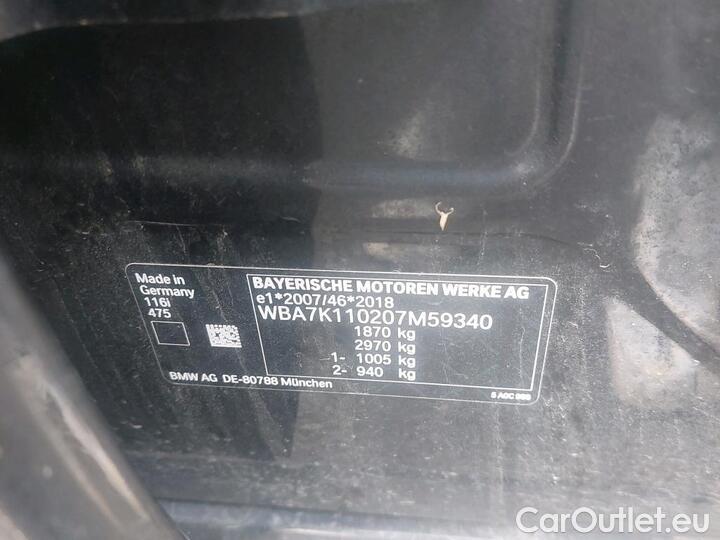 Made in
Germany
116i
475
BAYERISCHE MOTOREN WERKE AG
e1*2007/46*2018
WBA7K110207M59340
1870 kg
2970 kg
1- 1005 kg
2- 940 kg
BMW AG DE-80788 München
CarOutlet.eu